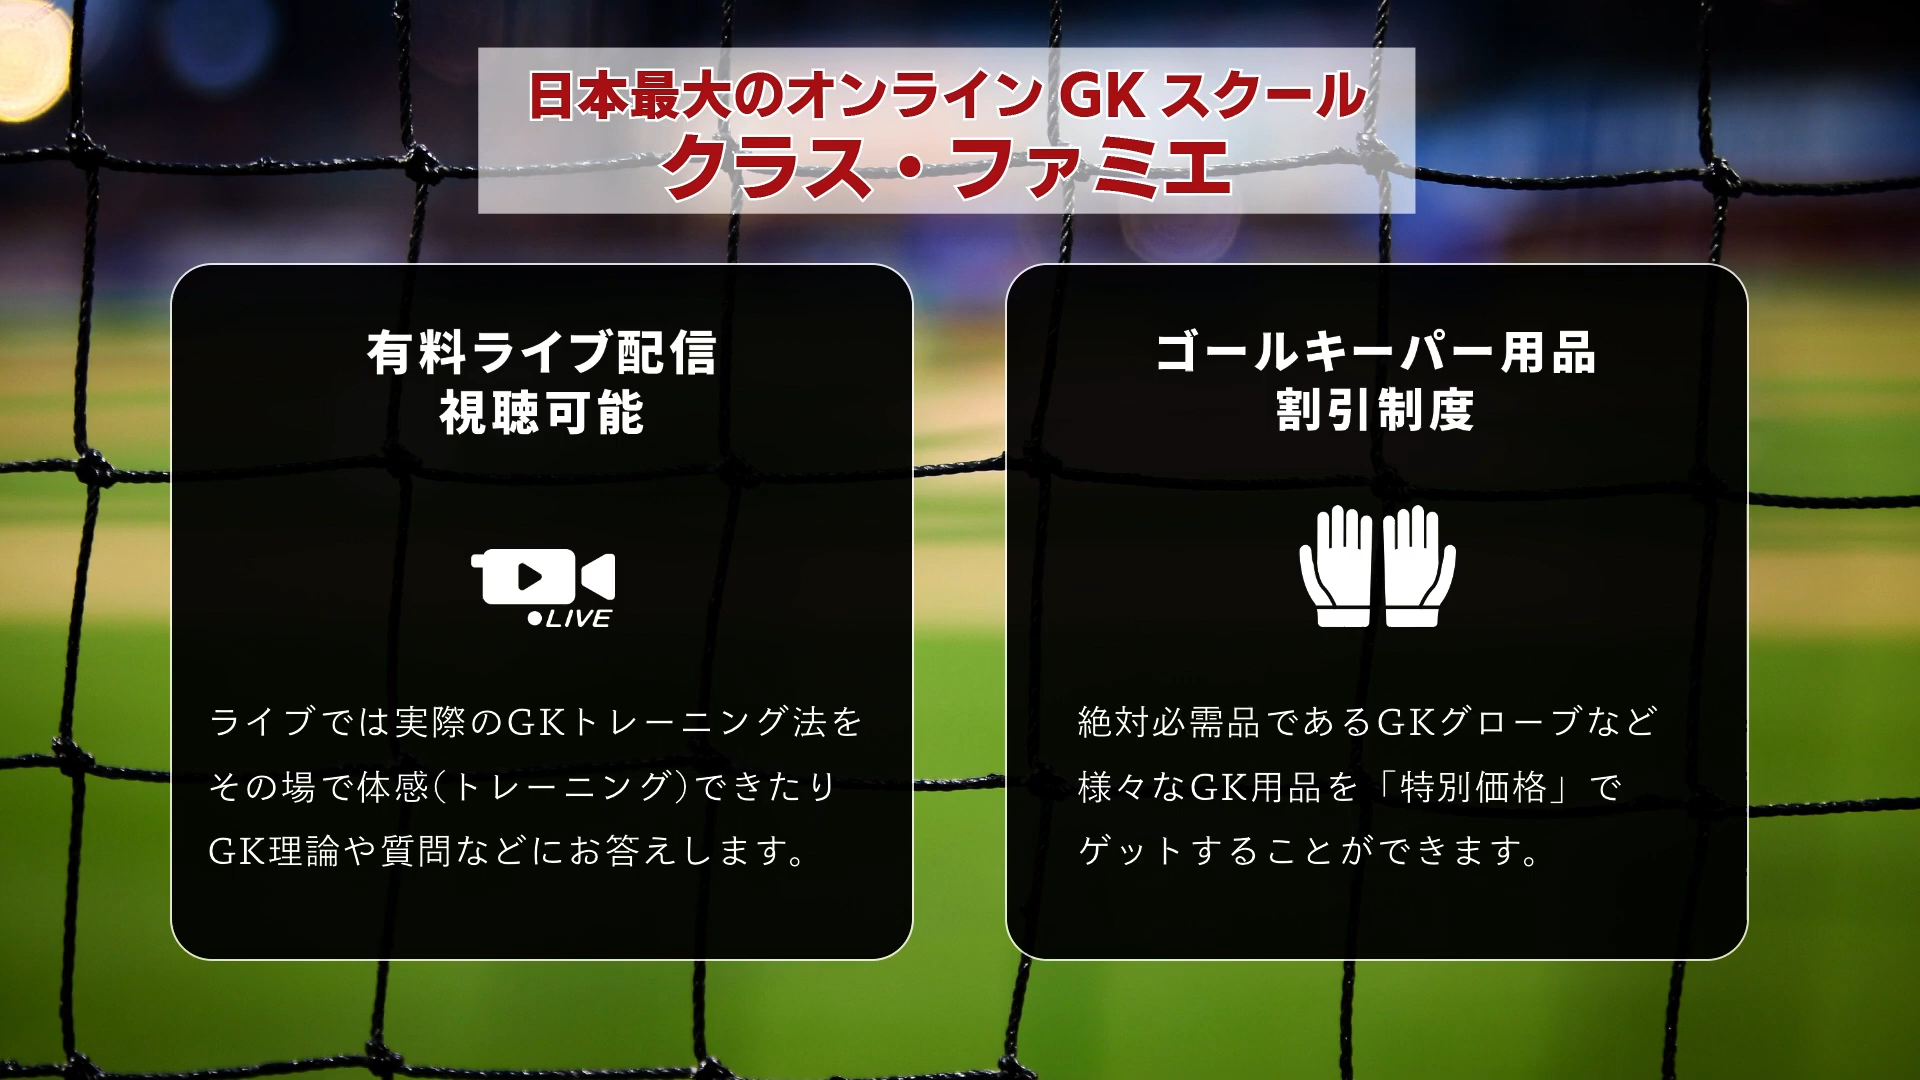 日本最大のオンラインGKスクール
クラス・ファミエ
有料ライブ配信
視聴可能
LIVE
ライブでは実際のGKトレーニング法を
その場で体感(トレーニング)できたり
GK理論や質問などにお答えします。
ゴールキーパー用品
割引制度
絶対必需品であるGKグローブなど
様々なGK用品を「特別価格」で
ゲットすることができます。